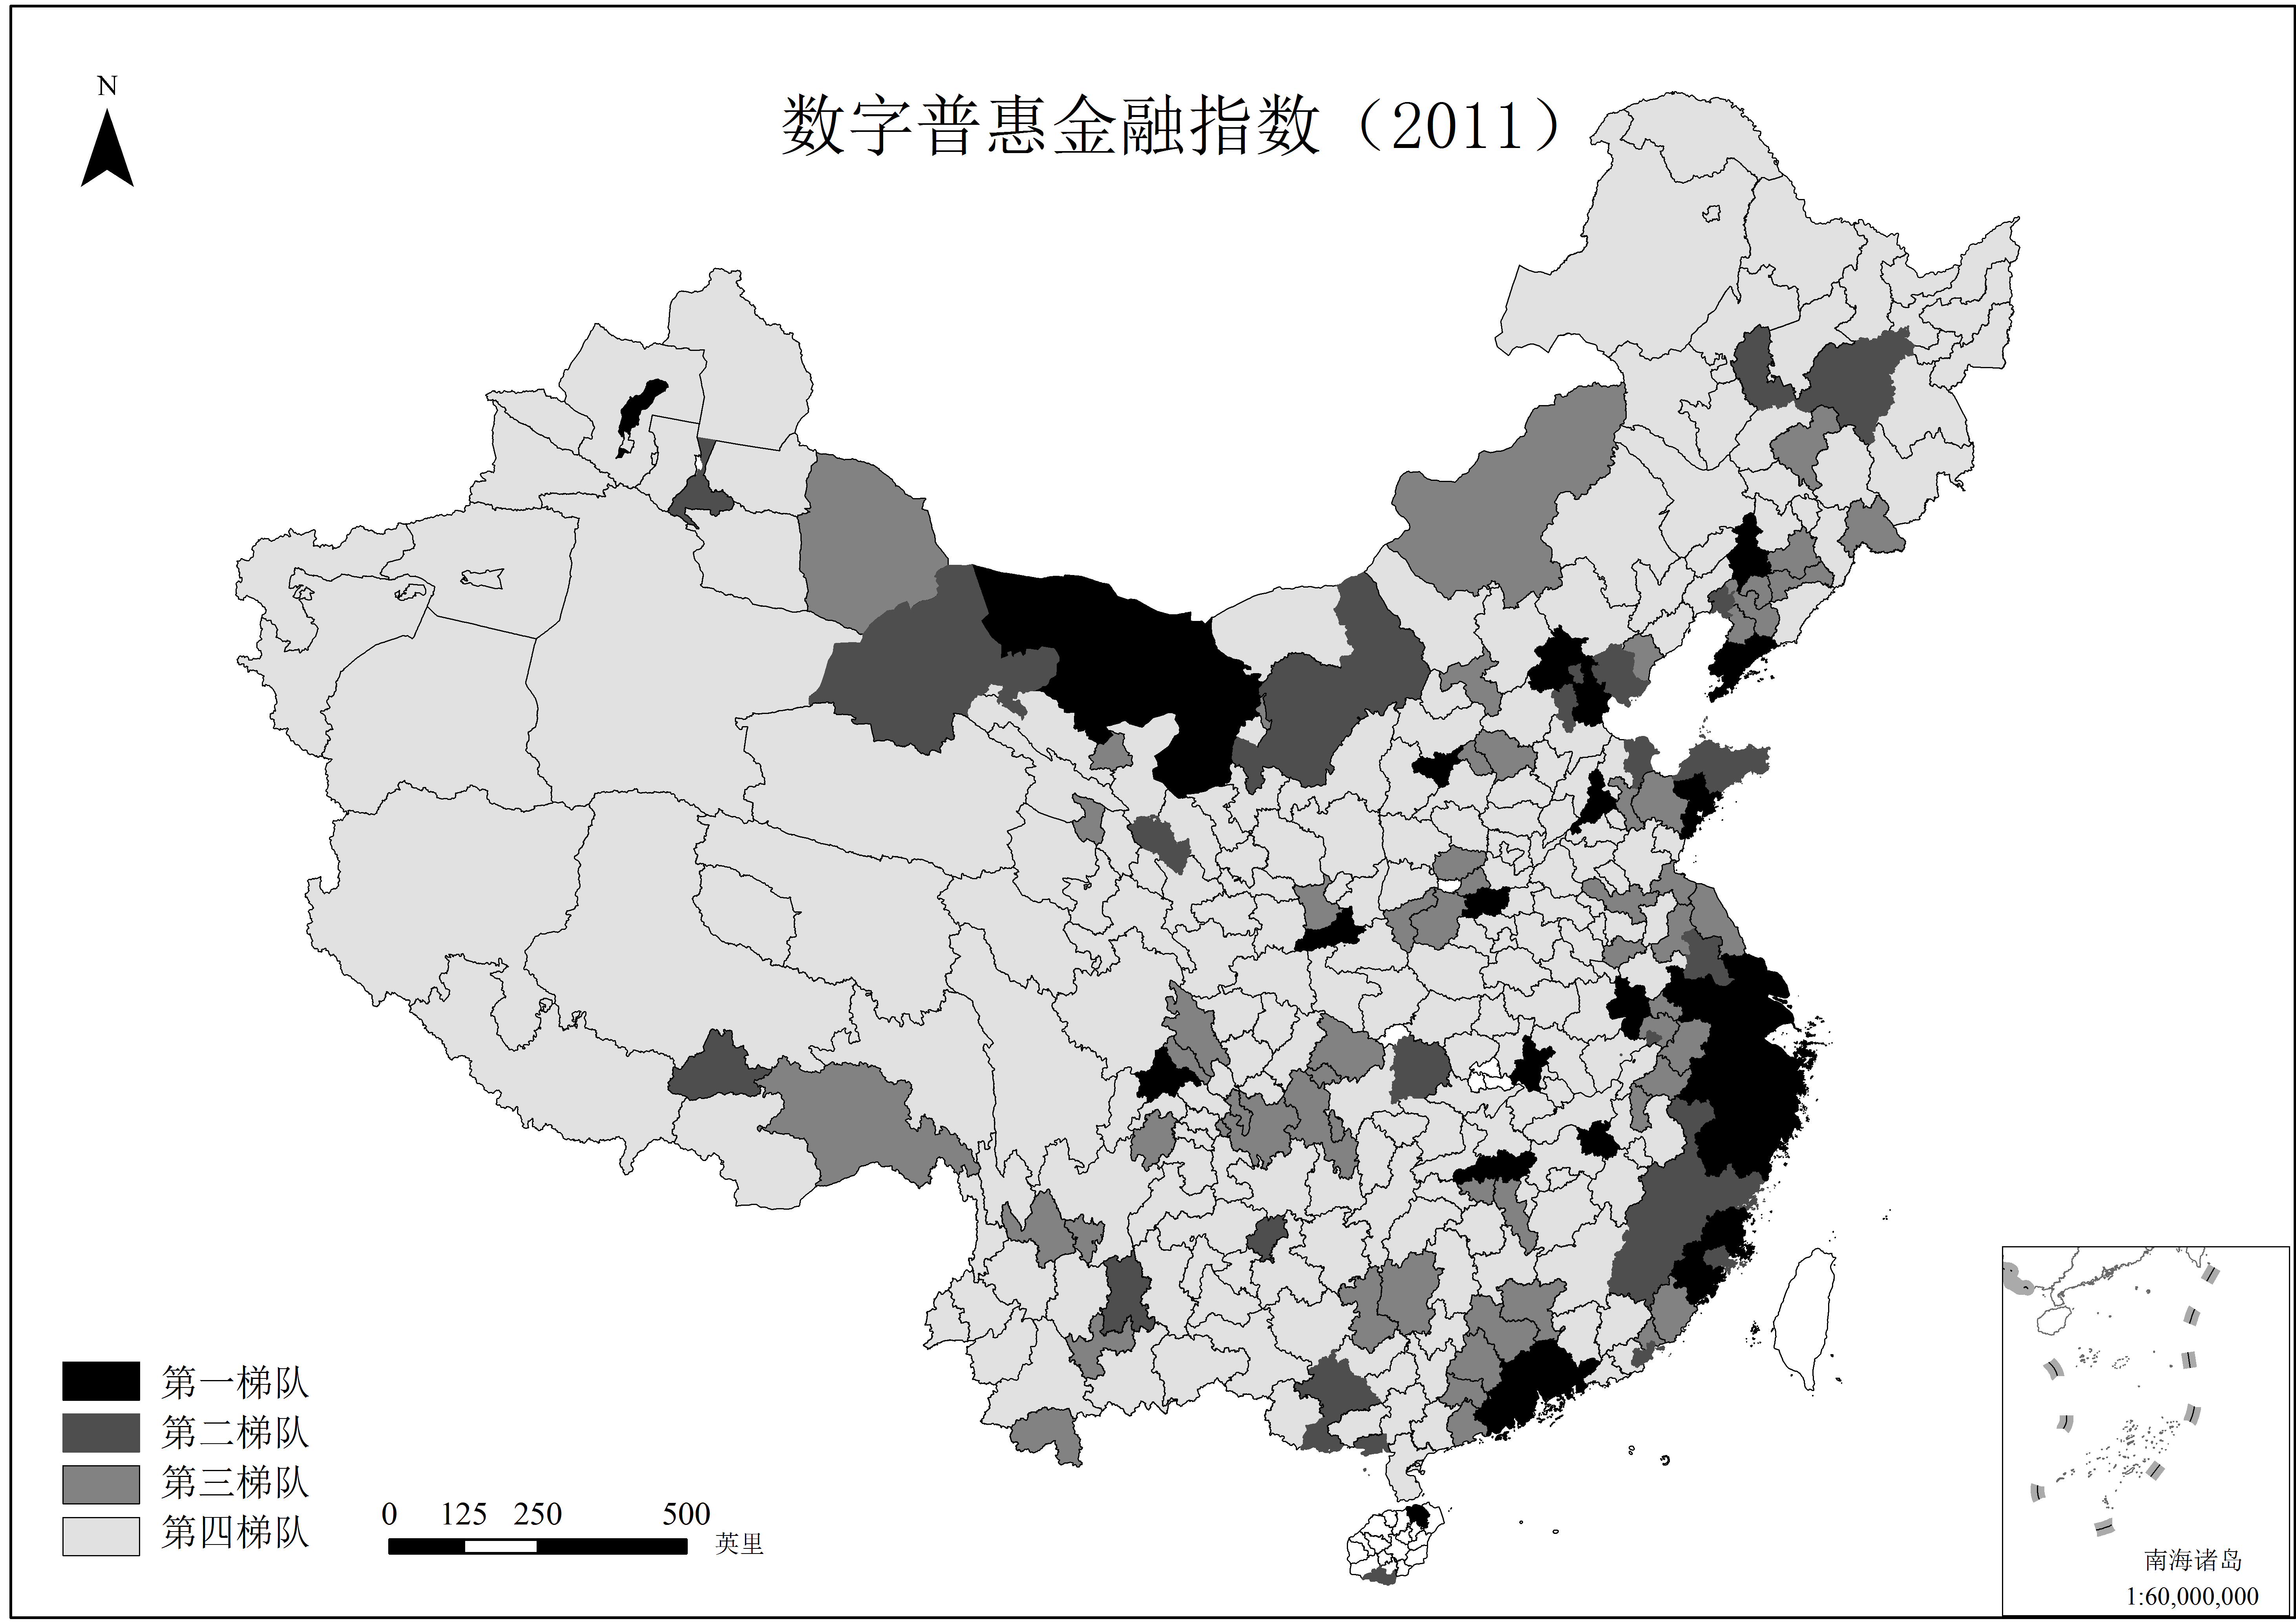 N
数字普惠金融指数（2011）
第一梯队
第二梯队
第三梯队
第四梯队
0 125 250 500
英里
南海诸岛
1:60,000,000